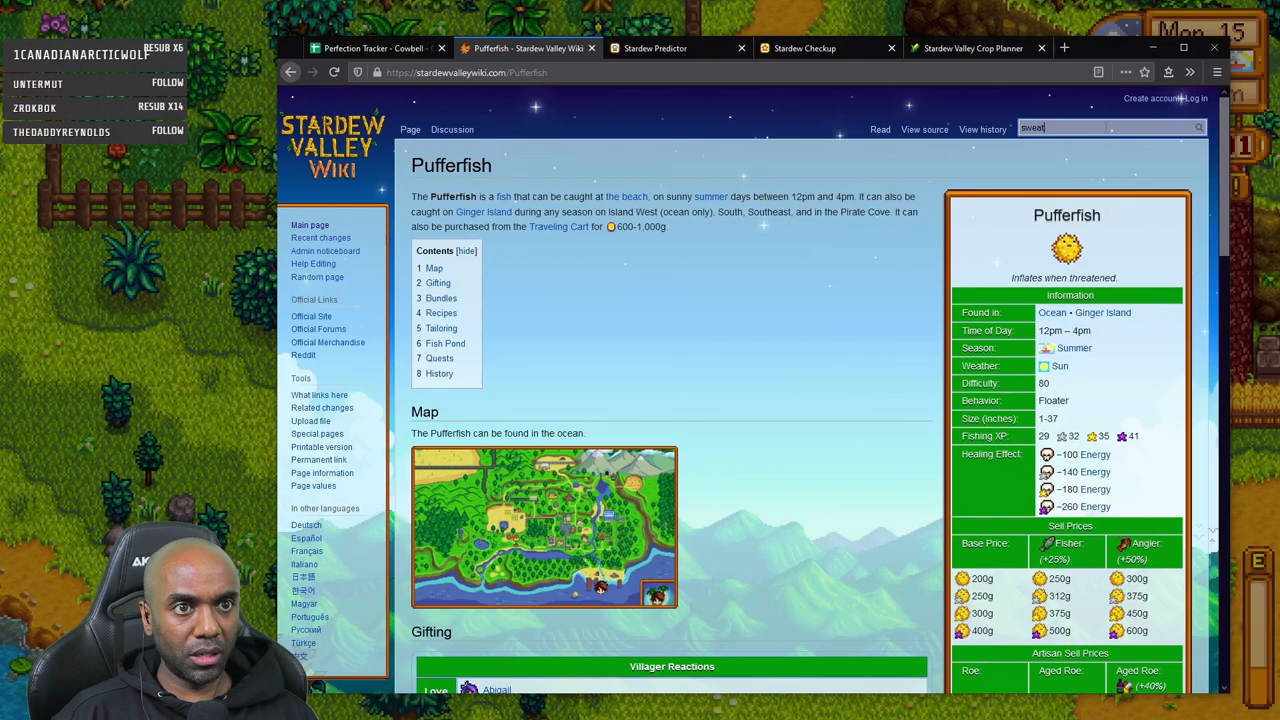 1CANADIANARCTICWOLF RESUB X6
UNTERMUT FOLLOW
ZROKBOK RESUB X14
THEDADDYREYNOLDS FOLLOW
Mon. 15
Perfection Tracker - Cowbell -
Pufferfish - Stardew Valley Wiki
Stardew Predictor
Stardew Checkup
Stardew Valley Crop Planner
https://stardewvalleywiki.com/Pufferfish
Create account Log in
STARDEW VALLEY WIKI
Page Discussion Read View source View history sweat
Pufferfish
The Pufferfish is a fish that can be caught at the beach, on sunny summer days between 12pm and 4pm. It can also be
caught on Ginger Island during any season on Island West (ocean only), South, Southeast, and in the Pirate Cove. It can
also be purchased from the Traveling Cart for 600-1,000g.
Contents [hide]
1 Map
2 Gifting
3 Bundles
4 Recipes
5 Tailoring
6 Fish Pond
7 Quests
8 History
Map
The Pufferfish can be found in the ocean.
Gifting
Villager Reactions
Love Abigail
Main page
Recent changes
Admin noticeboard
Help Editing
Random page
Official Links
Official Site
Official Forums
Official Merchandise
Reddit
Tools
What links here
Related changes
Upload file
Special pages
Printable version
Permanent link
Page information
Page values
In other languages
Deutsch
Español
Français
Italiano
日本語
한국어
Magyar
Português
Русский
Türkçe
中文
Pufferfish
Inflates when threatened.
Information
Found in: Ocean • Ginger Island
Time of Day: 12pm – 4pm
Season: Summer
Weather: Sun
Difficulty: 80
Behavior: Floater
Size (inches): 1-37
Fishing XP: 29 32 35 41
Healing Effect: −100 Energy
−140 Energy
−180 Energy
−260 Energy
Sell Prices
Base Price: Fisher: (+25%) Angler: (+50%)
200g 250g 300g
250g 312g 375g
300g 375g 450g
400g 500g 600g
Artisan Sell Prices
Roe: Aged Roe: Aged Roe:
(+40%)
E